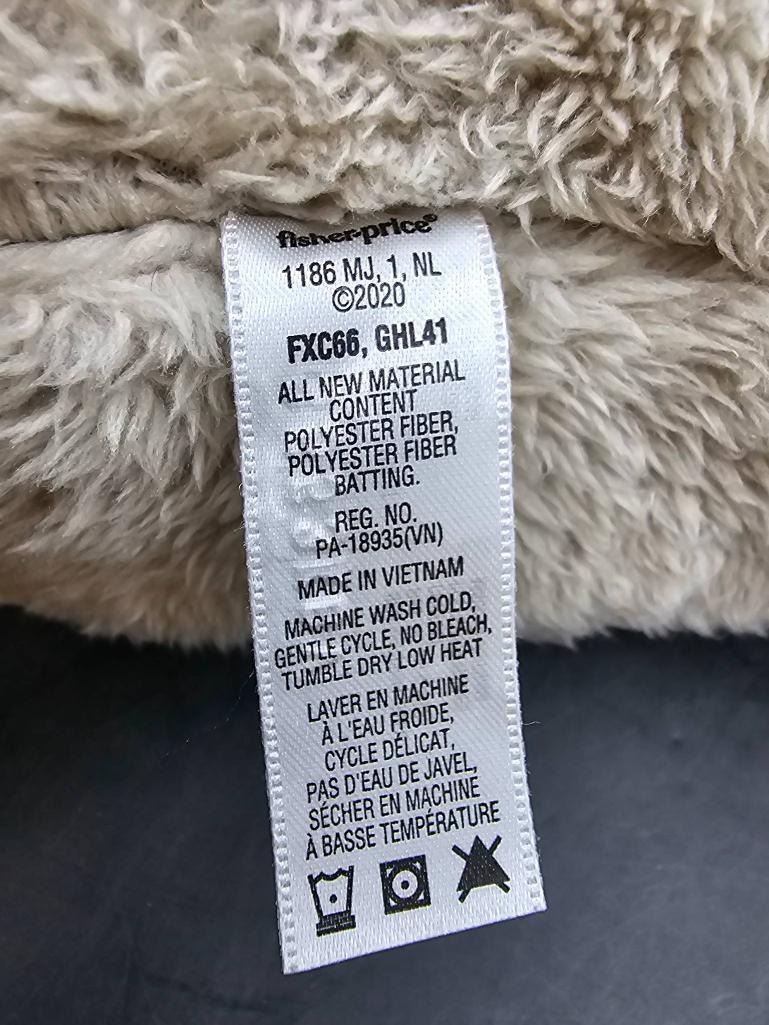 fisher-price®
1186 MJ, 1, NL
©2020
FXC66, GHL41
ALL NEW MATERIAL
CONTENT
POLYESTER FIBER,
POLYESTER FIBER
BATTING.
REG. NO.
PA-18935(VN)
MADE IN VIETNAM
MACHINE WASH COLD,
GENTLE CYCLE, NO BLEACH,
TUMBLE DRY LOW HEAT
LAVER EN MACHINE
À L'EAU FROIDE,
CYCLE DÉLICAT,
PAS D'EAU DE JAVEL,
SÉCHER EN MACHINE
À BASSE TEMPÉRATURE